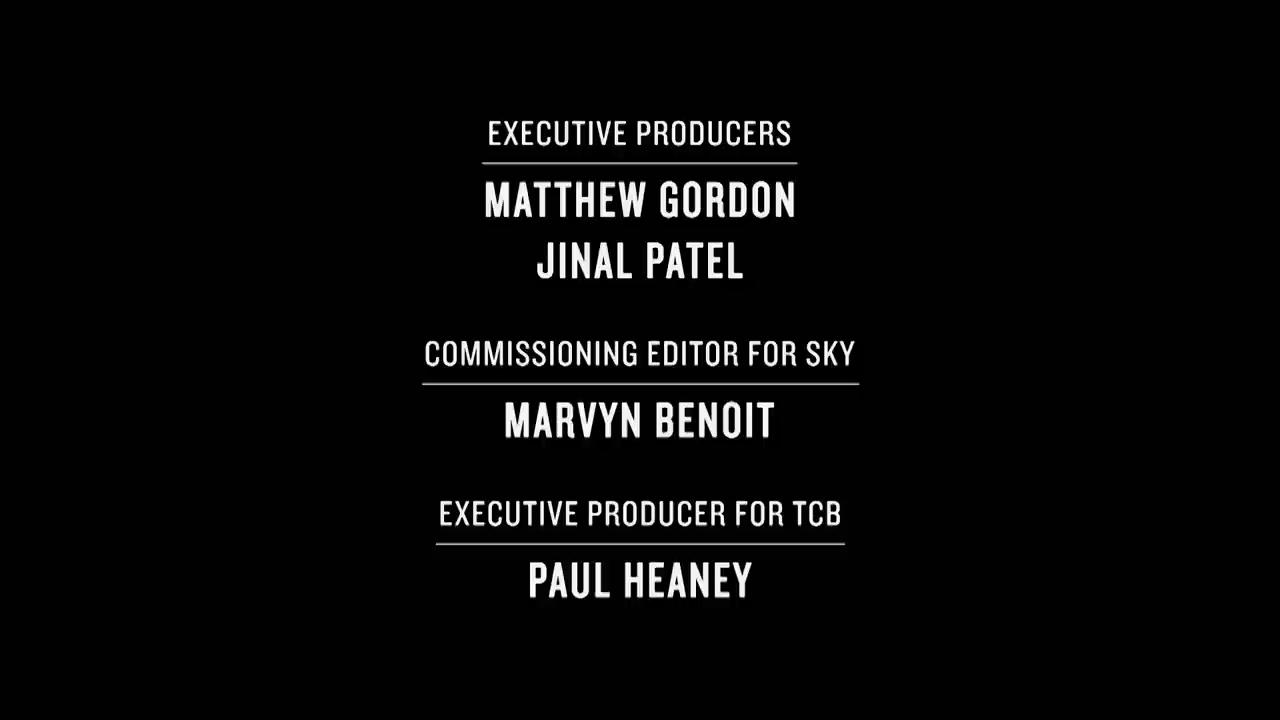 EXECUTIVE PRODUCERS
MATTHEW GORDON
JINAL PATEL
COMMISSIONING EDITOR FOR SKY
MARVYN BENOIT
EXECUTIVE PRODUCER FOR TCB
PAUL HEANEY